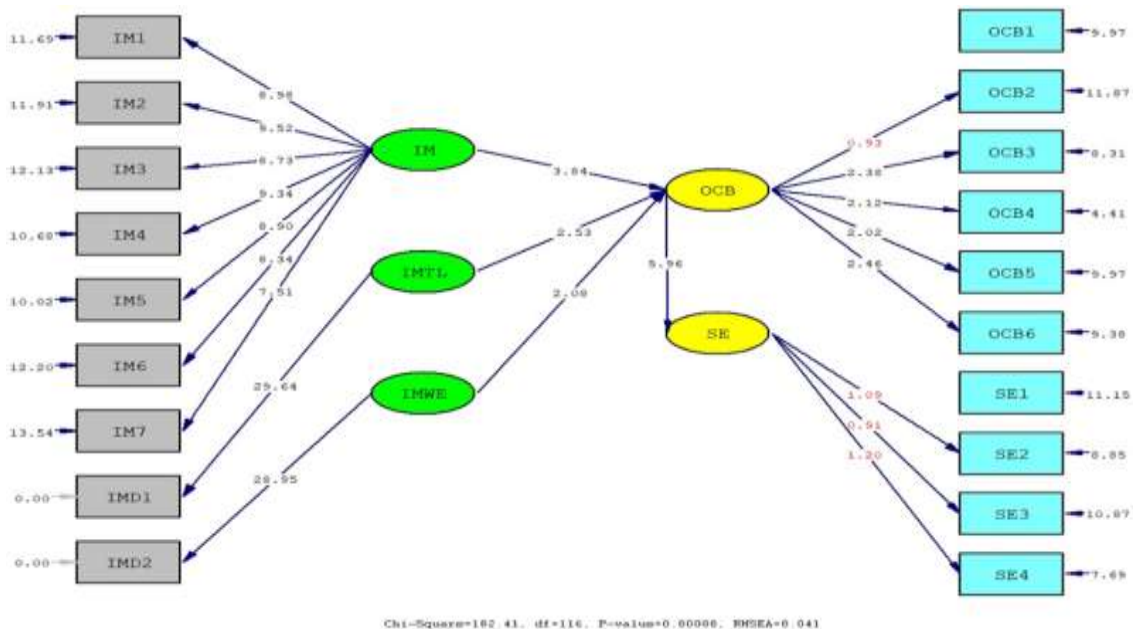 11.69 IM1
11.91 IM2
12.13 IM3
IM4
10.02 IM5
12.20 IM6
13.54 IM7
0.00 IMD1
0.00 IMD2
8.98
9.52
8.73
9.34
8.90
8.34
7.51
29.64
28.95
IM
IMTL
IMWE
3.84
2.53
2.08
OCB
5.96
SE
0.93
2.38
2.12
2.02
2.46
1.09
0.91
1.20
OCB1 9.97
OCB2 11.87
OCB3 8.31
OCB4 4.41
OCB5 9.97
OCB6 9.38
SE1 11.15
SE2 8.85
SE3 10.87
SE4 7.69
Chi-Square=182.41, df=116, P-value=0.00008, RMSEA=0.041